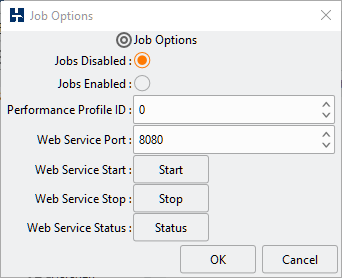 Job Options
Job Options
Jobs Disabled :
Jobs Enabled :
Performance Profile ID : 0
Web Service Port : 8080
Web Service Start : Start
Web Service Stop : Stop
Web Service Status : Status
OK Cancel